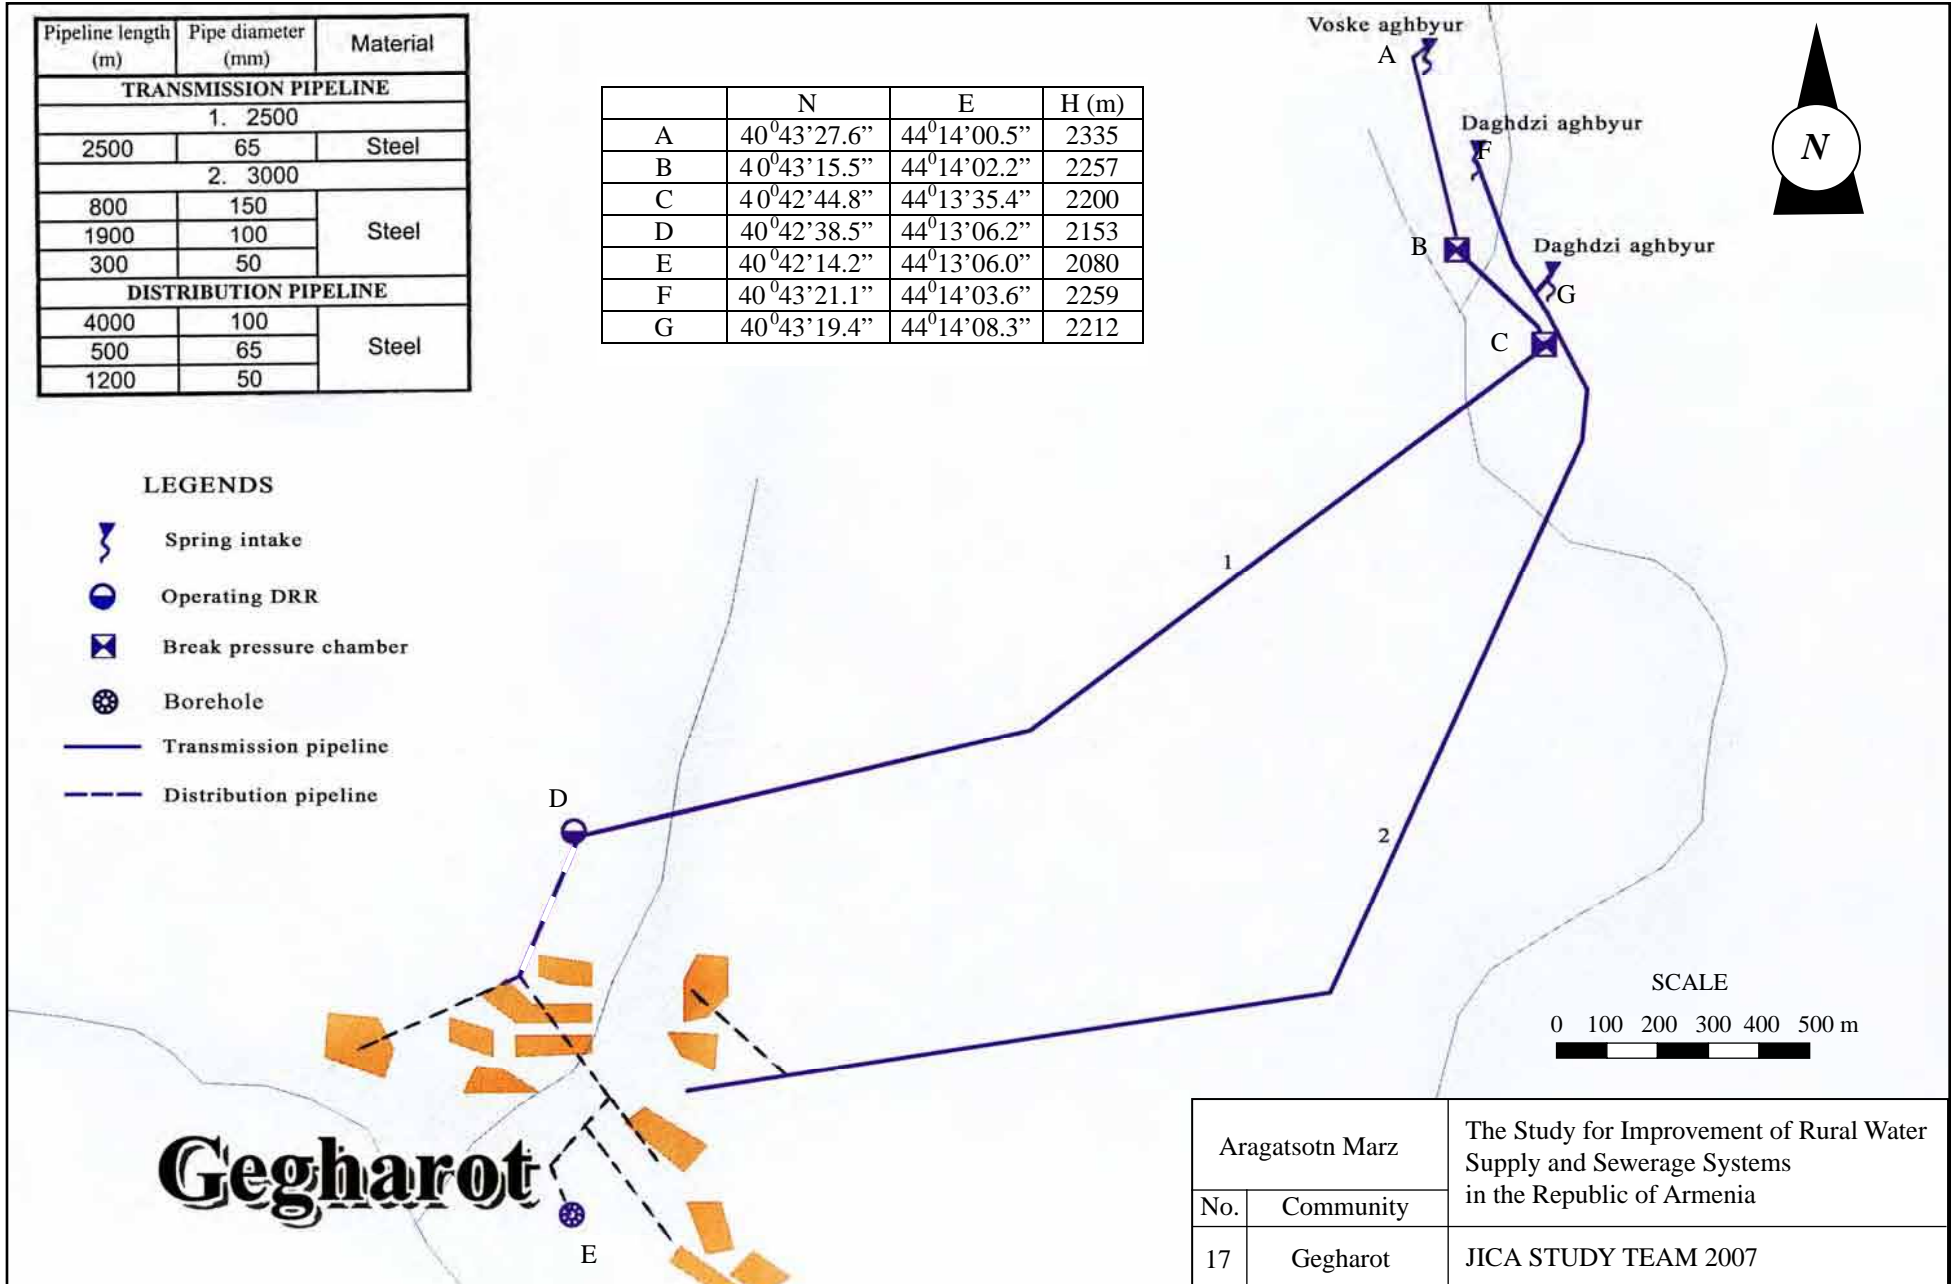 Pipeline length (m) Pipe diameter (mm) Material
TRANSMISSION PIPELINE
1. 2500
2500 65 Steel
2. 3000
800 150 Steel
1900 100
300 50
DISTRIBUTION PIPELINE
4000 100 Steel
500 65
1200 50
N E H (m)
A 40⁰43’27.6” 44⁰14’00.5” 2335
B 40⁰43’15.5” 44⁰14’02.2” 2257
C 40⁰42’44.8” 44⁰13’35.4” 2200
D 40⁰42’38.5” 44⁰13’06.2” 2153
E 40⁰42’14.2” 44⁰13’06.0” 2080
F 40⁰43’21.1” 44⁰14’03.6” 2259
G 40⁰43’19.4” 44⁰14’08.3” 2212
Voske aghbyur
A
Daghdzi aghbyur
F
B
Daghdzi aghbyur
G
C
N
LEGENDS
Spring intake
Operating DRR
Break pressure chamber
Borehole
Transmission pipeline
Distribution pipeline
1
2
D
Gegharot
E
SCALE
0 100 200 300 400 500 m
Aragatsotn Marz
No. Community
17 Gegharot
The Study for Improvement of Rural Water
Supply and Sewerage Systems
in the Republic of Armenia
JICA STUDY TEAM 2007